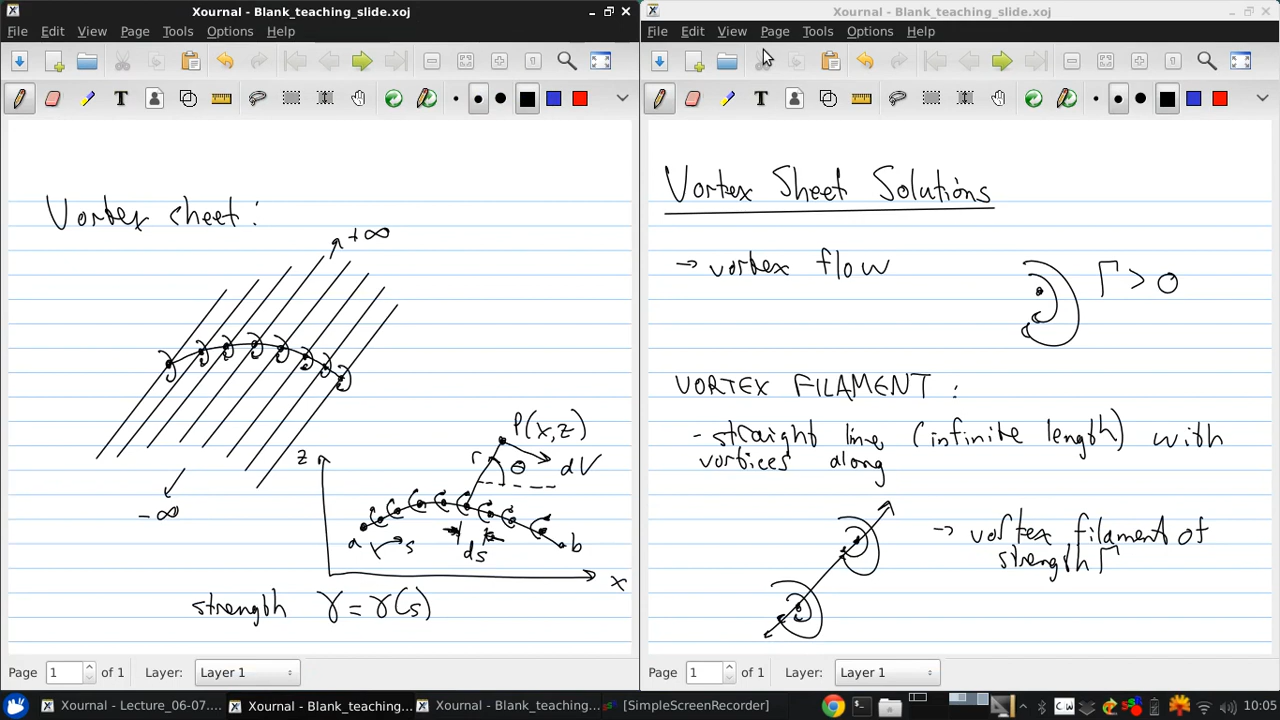 Xournal - Blank_teaching_slide.xoj
File Edit View Page Tools Options Help
Vortex sheet:
+∞
-∞
P(x,z)
z
r
θ
dV
a
s
ds
b
x
strength γ = γ(s)
Page 1 of 1 Layer: Layer 1
Xournal - Blank_teaching_slide.xoj
File Edit View Page Tools Options Help
Vortex Sheet Solutions
→ vortex flow
Γ > 0
VORTEX FILAMENT :
- straight line (infinite length) with
vortices along
→ vortex filament of
strength Γ
Page 1 of 1 Layer: Layer 1
Xournal - Lecture_06-07....
Xournal - Blank_teaching...
Xournal - Blank_teaching...
[SimpleScreenRecorder]
10:05